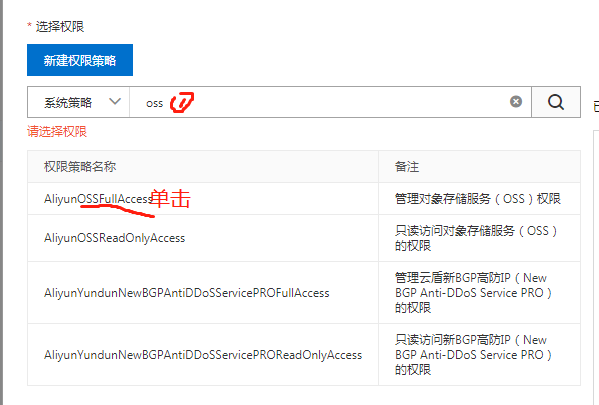 * 选择权限
新建权限策略
系统策略 oss
请选择权限
权限策略名称 备注
AliyunOSSFullAccess 单击 管理对象存储服务（OSS）权限
AliyunOSSReadOnlyAccess 只读访问对象存储服务（OSS）
的权限
AliyunYundunNewBGPAntiDDoSServicePROFullAccess 管理云盾新BGP高防IP（New
BGP Anti-DDoS Service PRO）
的权限
AliyunYundunNewBGPAntiDDoSServicePROReadOnlyAccess 只读访问新BGP高防IP（New
BGP Anti-DDoS Service PRO）
的权限